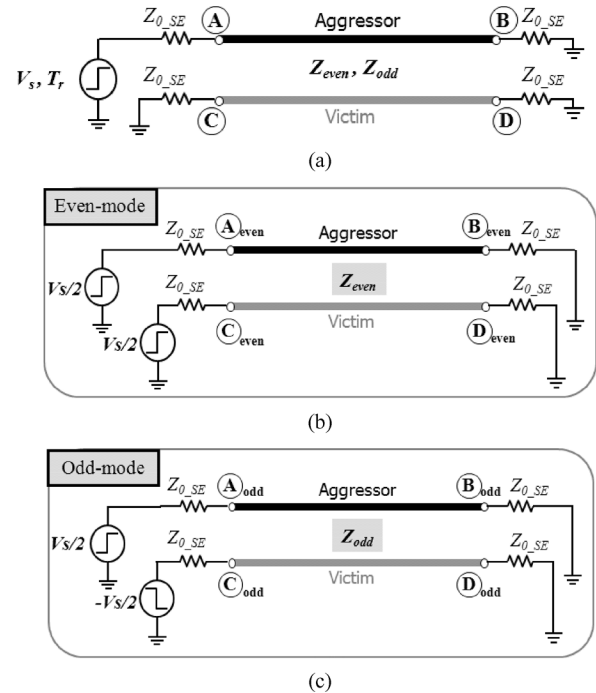 Z0_SE A Aggressor B Z0_SE
Vs, Tr Z0_SE Zeven, Zodd Z0_SE
C Victim D
(a)
Even-mode
Z0_SE Aeven Aggressor Beven Z0_SE
Vs/2 Z0_SE Zeven Z0_SE
Vs/2 Ceven Victim Deven
(b)
Odd-mode
Z0_SE Aodd Aggressor Bodd Z0_SE
Vs/2 Z0_SE Zodd Z0_SE
-Vs/2 Codd Victim Dodd
(c)